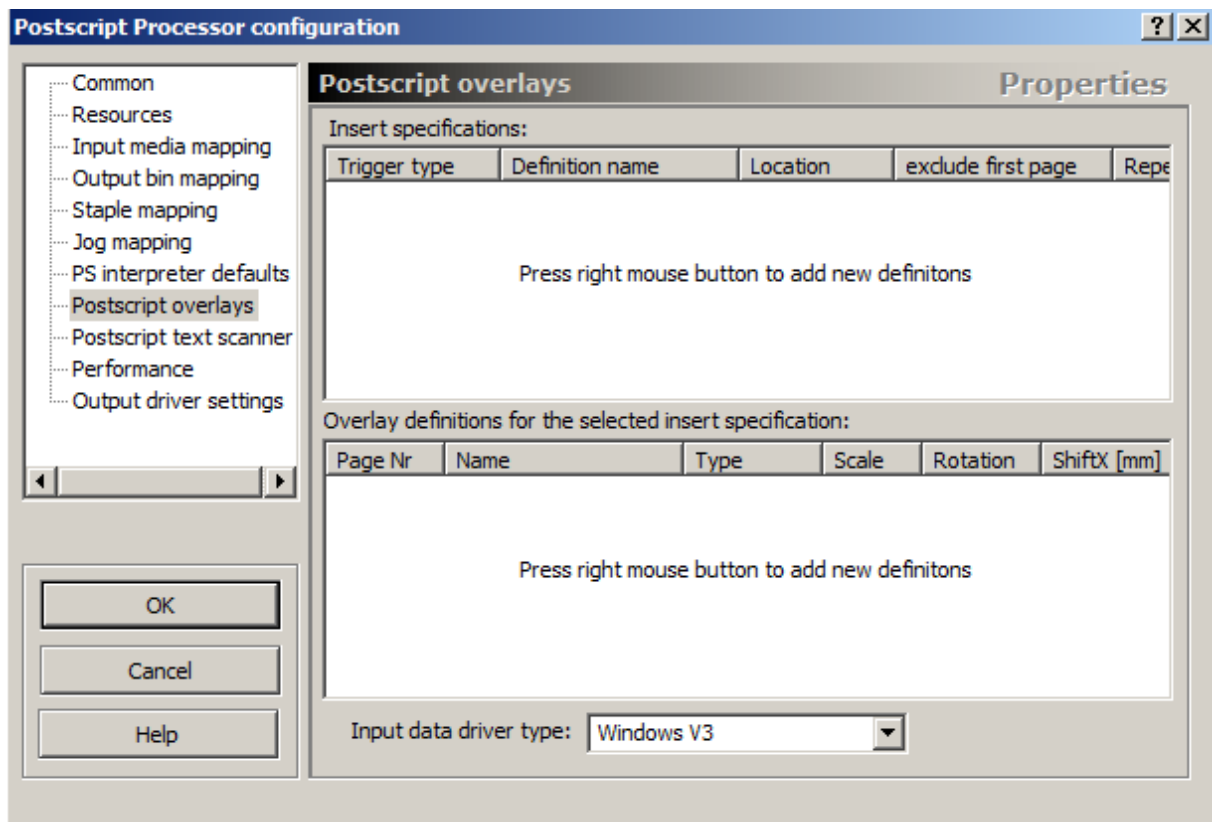 Postscript Processor configuration
Common
Resources
Input media mapping
Output bin mapping
Staple mapping
Jog mapping
PS interpreter defaults
Postscript overlays
Postscript text scanner
Performance
Output driver settings
OK
Cancel
Help
Postscript overlays Properties
Insert specifications:
Trigger type Definition name Location exclude first page Repe
Press right mouse button to add new definitons
Overlay definitions for the selected insert specification:
Page Nr Name Type Scale Rotation ShiftX [mm]
Press right mouse button to add new definitons
Input data driver type: Windows V3